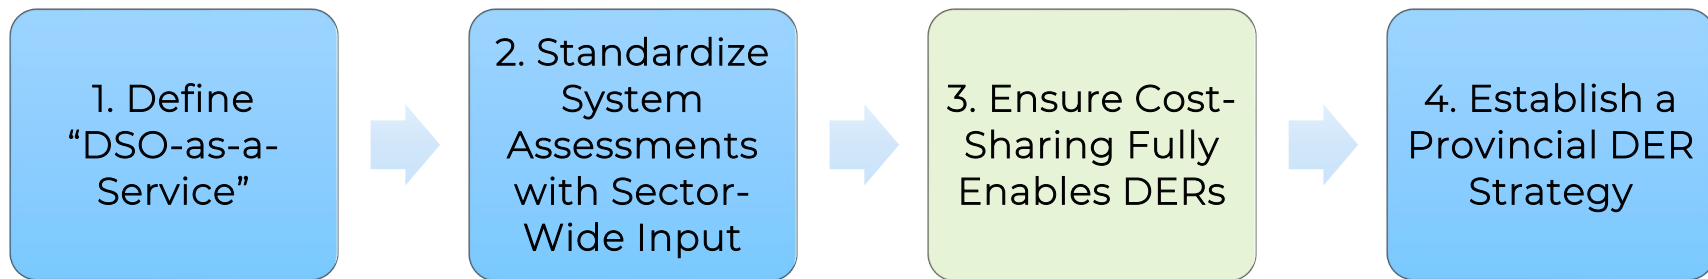 1. Define
“DSO-as-a-
Service”
2. Standardize
System
Assessments
with Sector-
Wide Input
3. Ensure Cost-
Sharing Fully
Enables DERs
4. Establish a
Provincial DER
Strategy